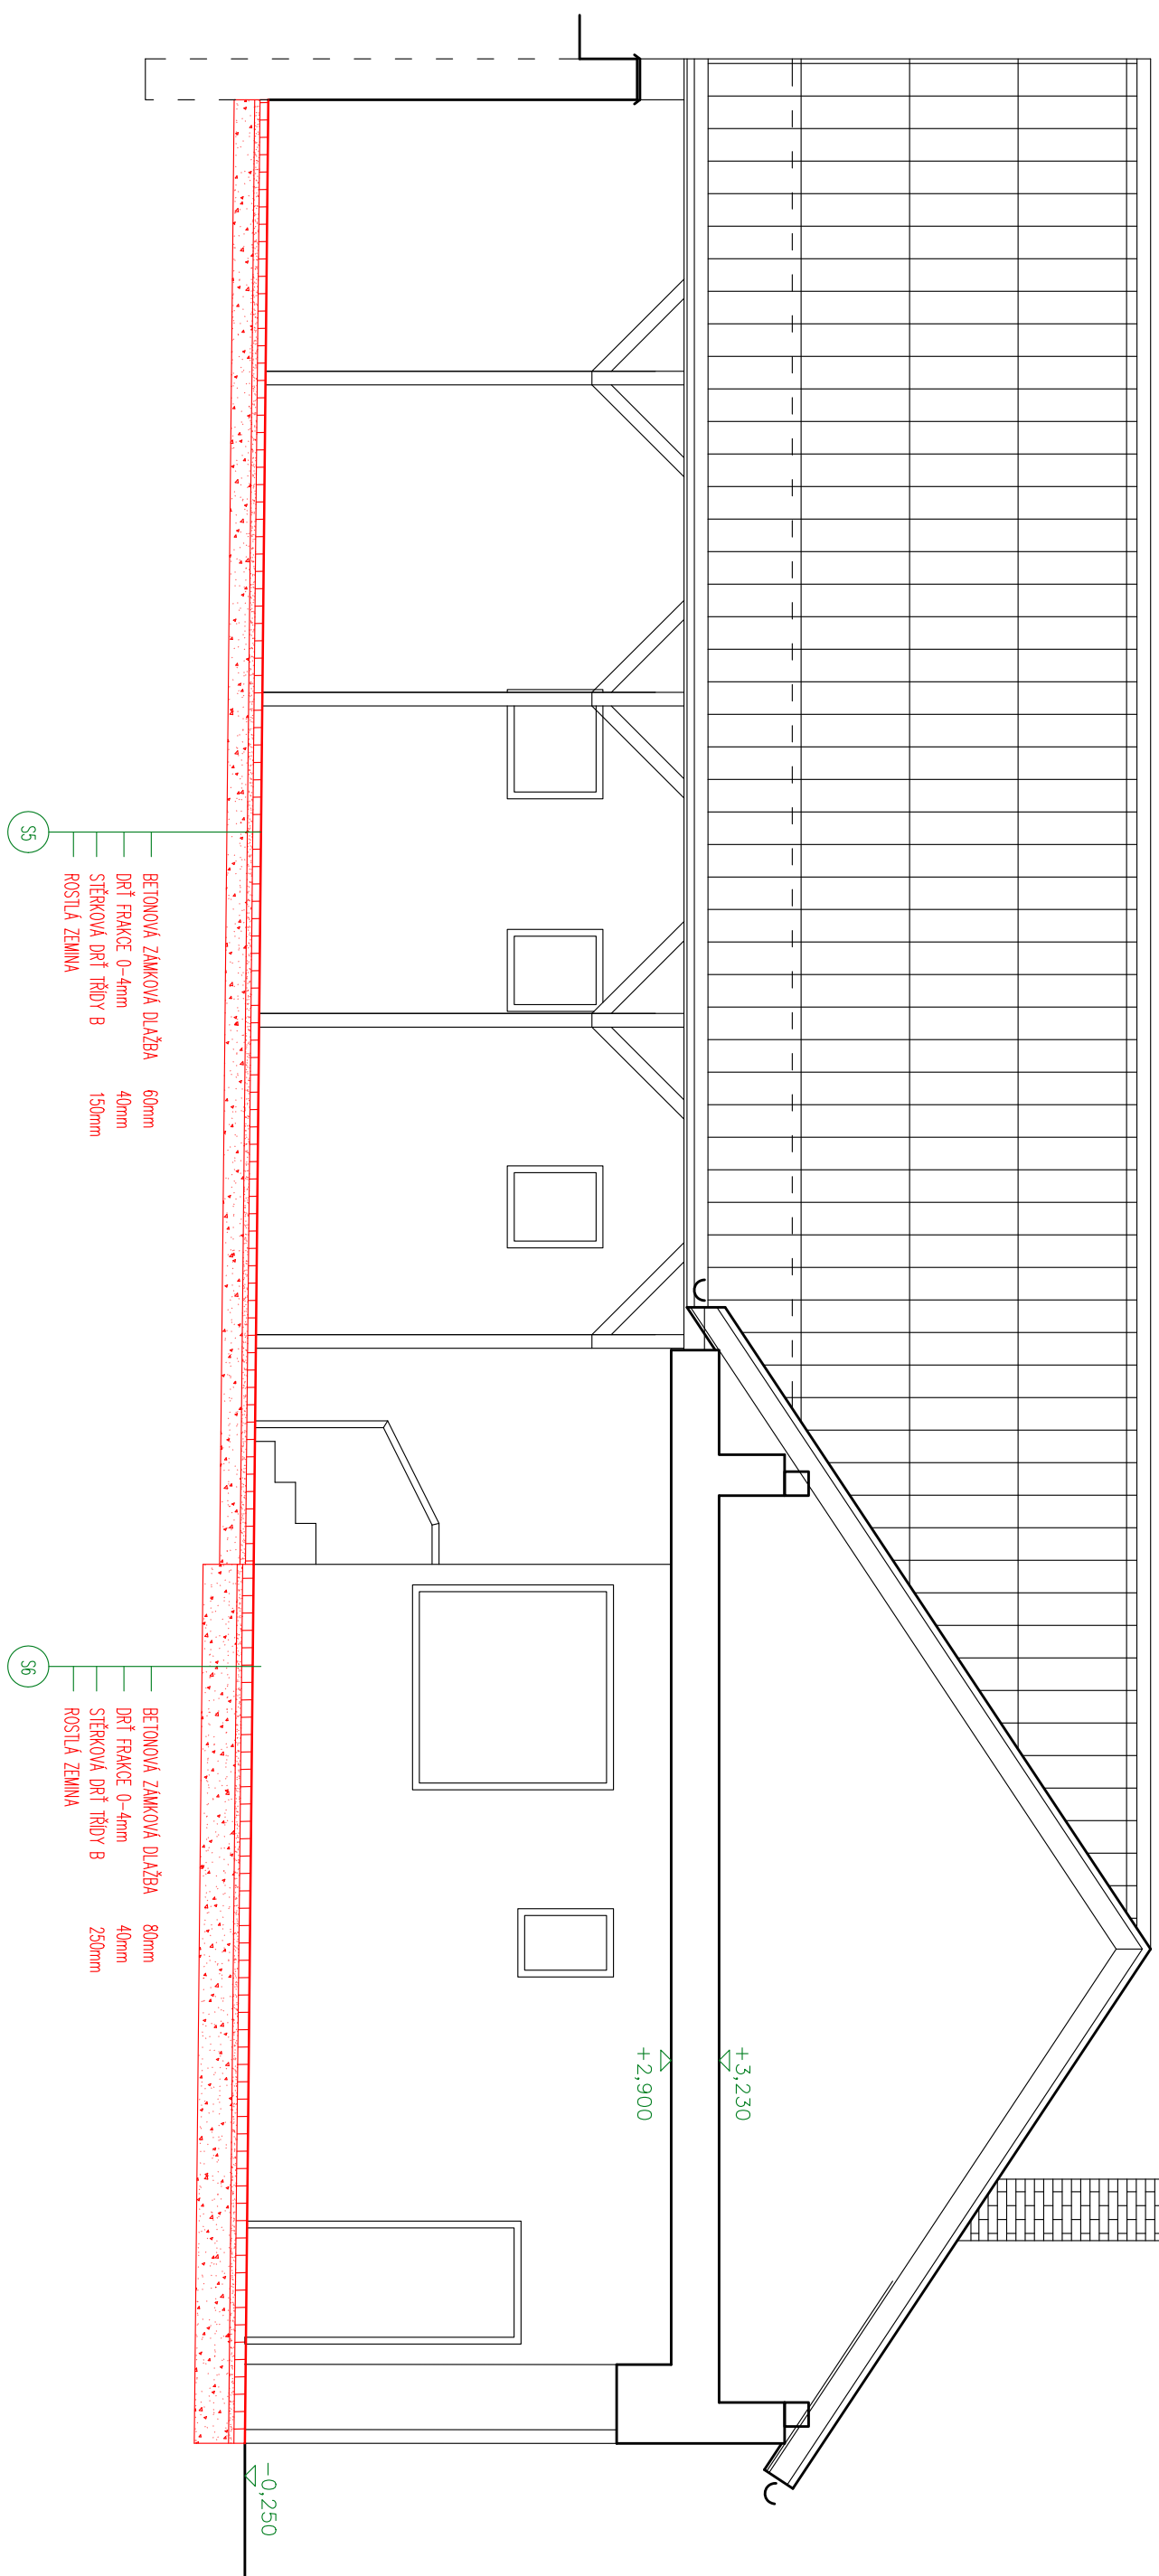 +3,230
+2,900
-0,250
BETONOVÁ ZÁMKOVÁ DLAŽBA 60mm
DRŤ FRAKCE 0-4mm 40mm
STĚRKOVÁ DRŤ TŘÍDY B 150mm
ROSTLÁ ZEMINA
S5
BETONOVÁ ZÁMKOVÁ DLAŽBA 80mm
DRŤ FRAKCE 0-4mm 40mm
STĚRKOVÁ DRŤ TŘÍDY B 250mm
ROSTLÁ ZEMINA
S6